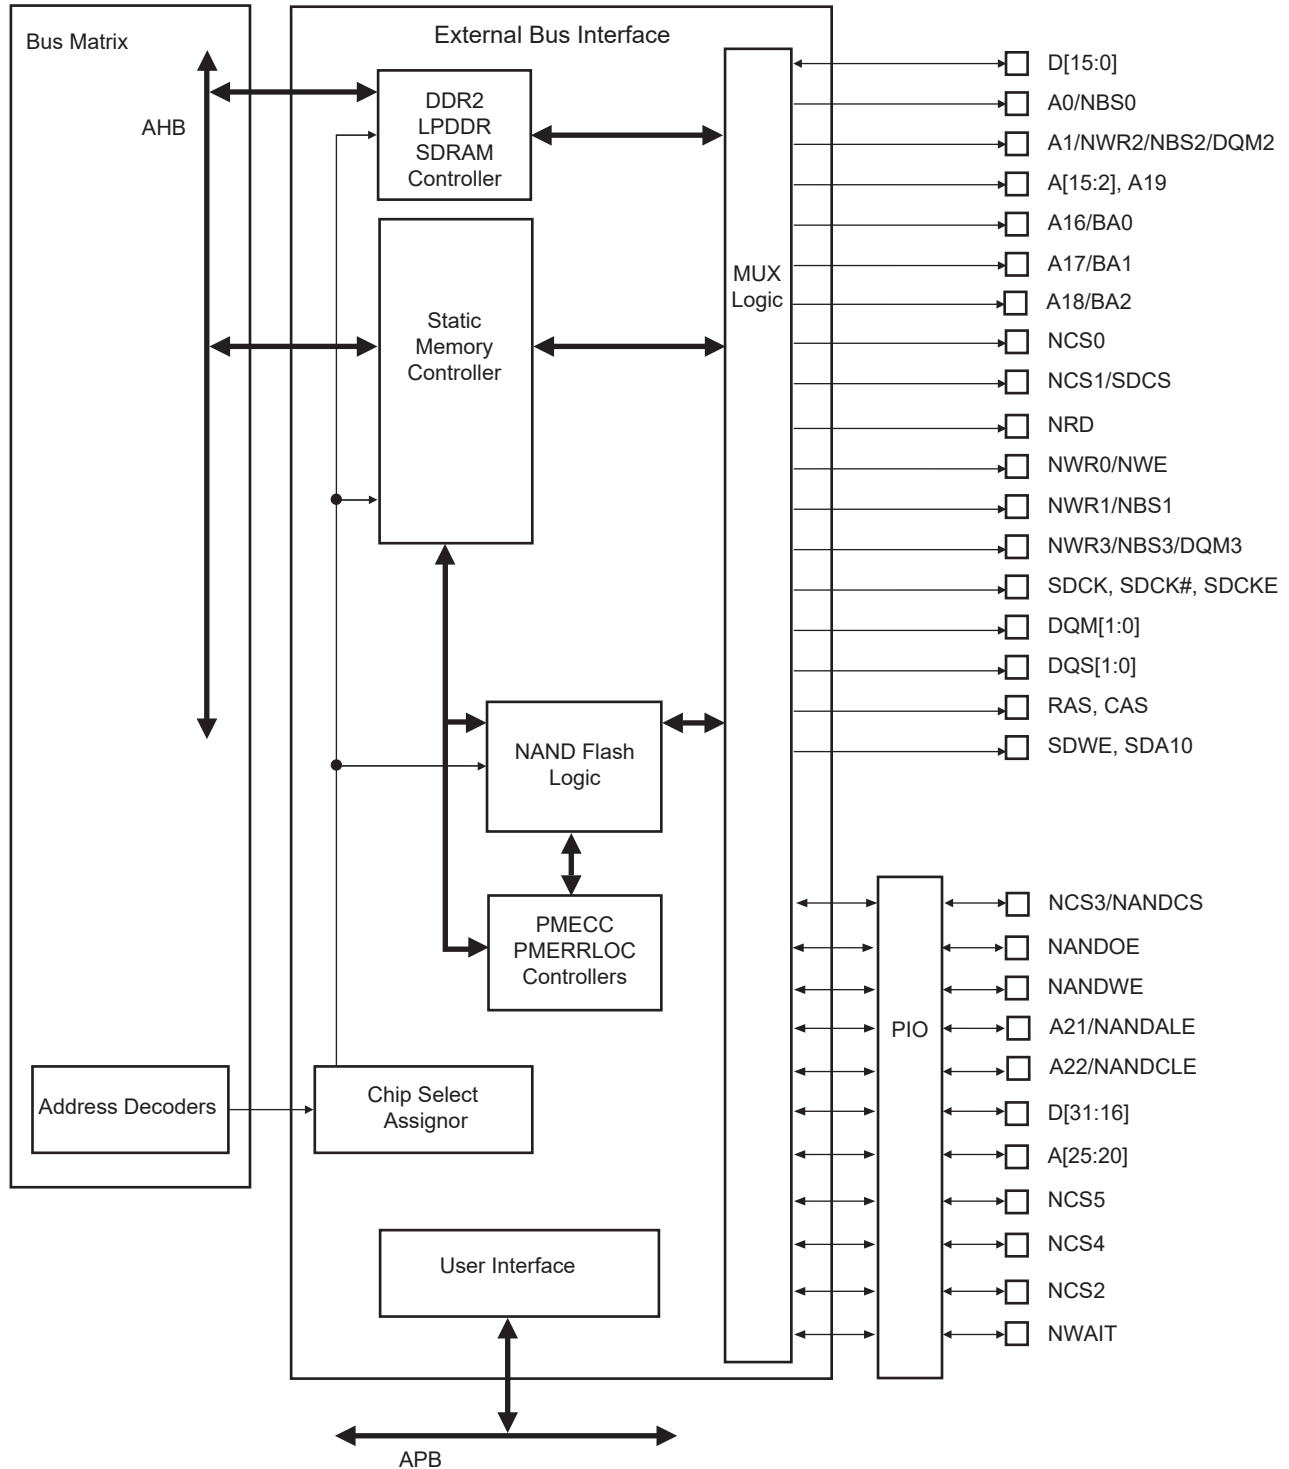 Bus Matrix
External Bus Interface
AHB
DDR2
LPDDR
SDRAM
Controller
Static
Memory
Controller
MUX
Logic
NAND Flash
Logic
PMECC
PMERRLOC
Controllers
Address Decoders
Chip Select
Assignor
User Interface
APB
PIO
D[15:0]
A0/NBS0
A1/NWR2/NBS2/DQM2
A[15:2], A19
A16/BA0
A17/BA1
A18/BA2
NCS0
NCS1/SDCS
NRD
NWR0/NWE
NWR1/NBS1
NWR3/NBS3/DQM3
SDCK, SDCK#, SDCKE
DQM[1:0]
DQS[1:0]
RAS, CAS
SDWE, SDA10
NCS3/NANDCS
NANDOE
NANDWE
A21/NANDALE
A22/NANDCLE
D[31:16]
A[25:20]
NCS5
NCS4
NCS2
NWAIT